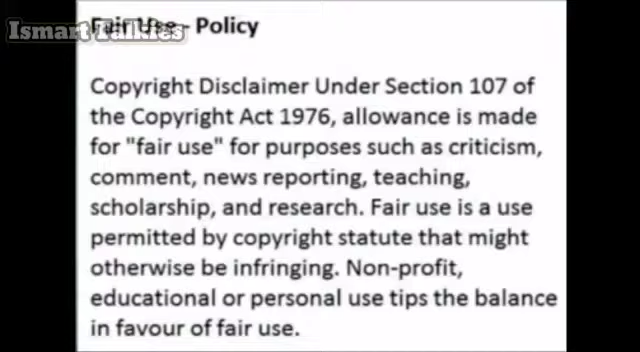 Ismart Talkies
Fair Use - Policy
Copyright Disclaimer Under Section 107 of
the Copyright Act 1976, allowance is made
for "fair use" for purposes such as criticism,
comment, news reporting, teaching,
scholarship, and research. Fair use is a use
permitted by copyright statute that might
otherwise be infringing. Non-profit,
educational or personal use tips the balance
in favour of fair use.